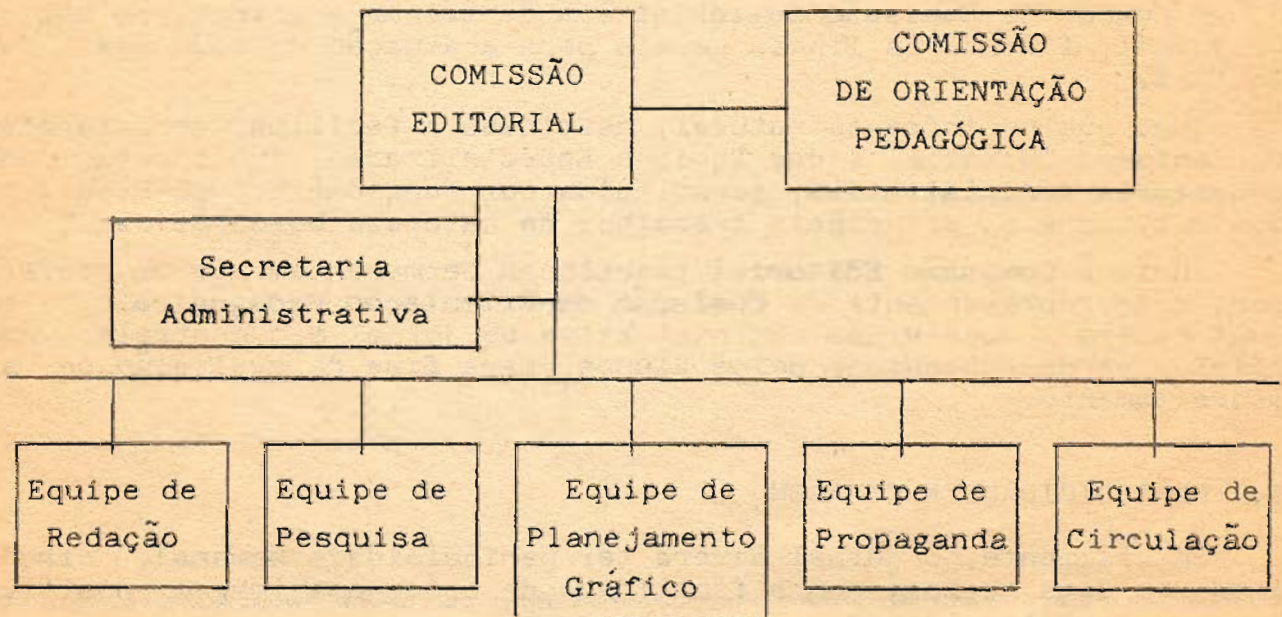 COMISSÃO
EDITORIAL
COMISSÃO
DE ORIENTAÇÃO
PEDAGÓGICA
Secretaria
Administrativa
Equipe de
Redação
Equipe de
Pesquisa
Equipe de
Planejamento
Gráfico
Equipe de
Propaganda
Equipe de
Circulação